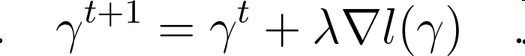 . γ^{t+1} = γ^t + λ∇l(γ) .